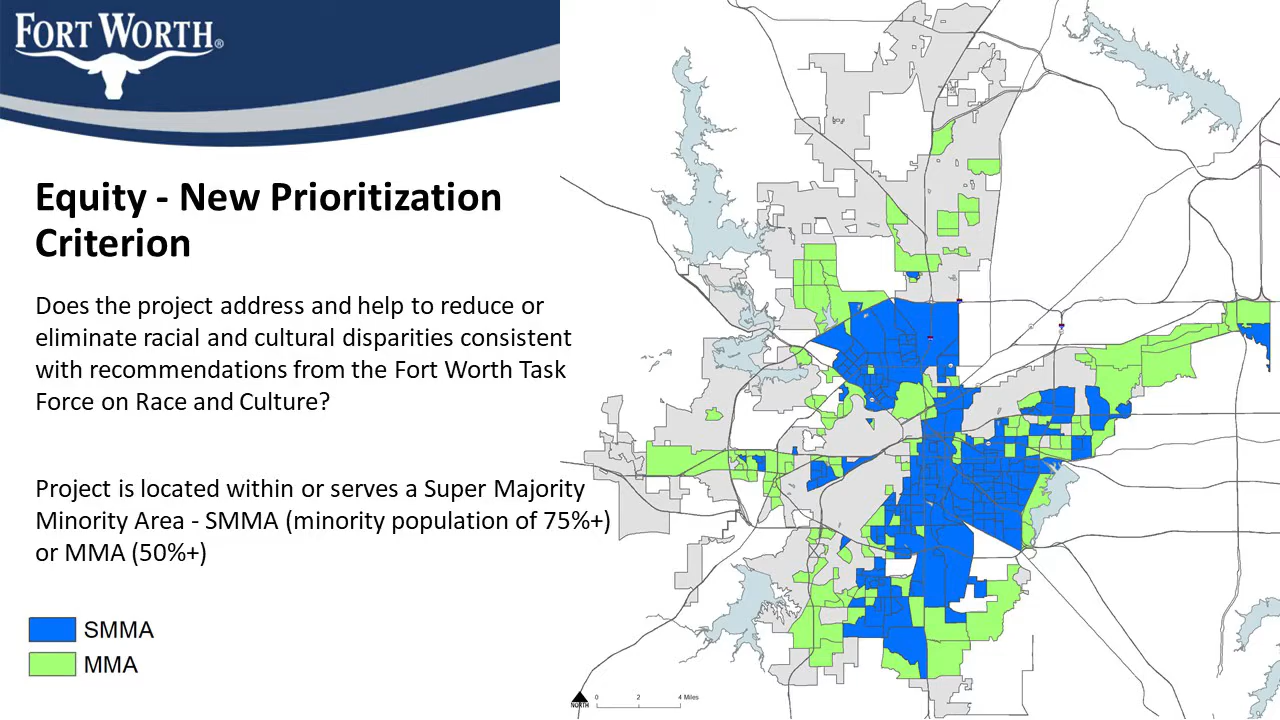 FORT WORTH®
Equity - New Prioritization
Criterion
Does the project address and help to reduce or
eliminate racial and cultural disparities consistent
with recommendations from the Fort Worth Task
Force on Race and Culture?
Project is located within or serves a Super Majority
Minority Area - SMMA (minority population of 75%+)
or MMA (50%+)
SMMA
MMA
NORTH
0 2 4 Miles